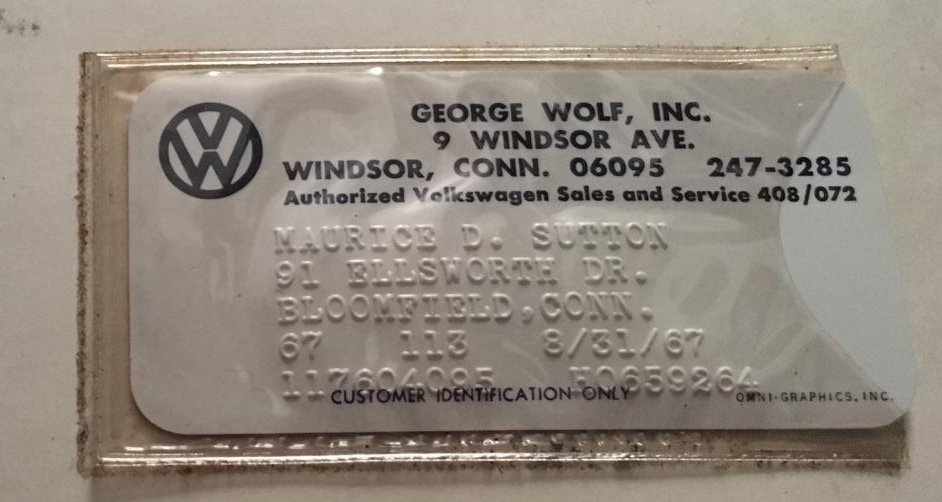 GEORGE WOLF, INC.
9 WINDSOR AVE.
WINDSOR, CONN. 06095 247-3285
Authorized Volkswagen Sales and Service 408/072
MAURICE D. SUTTON
91 ELLSWORTH DR.
BLOOMFIELD, CONN.
67 113 8/31/67
117604095 H0659264
CUSTOMER IDENTIFICATION ONLY
OMNI-GRAPHICS, INC.